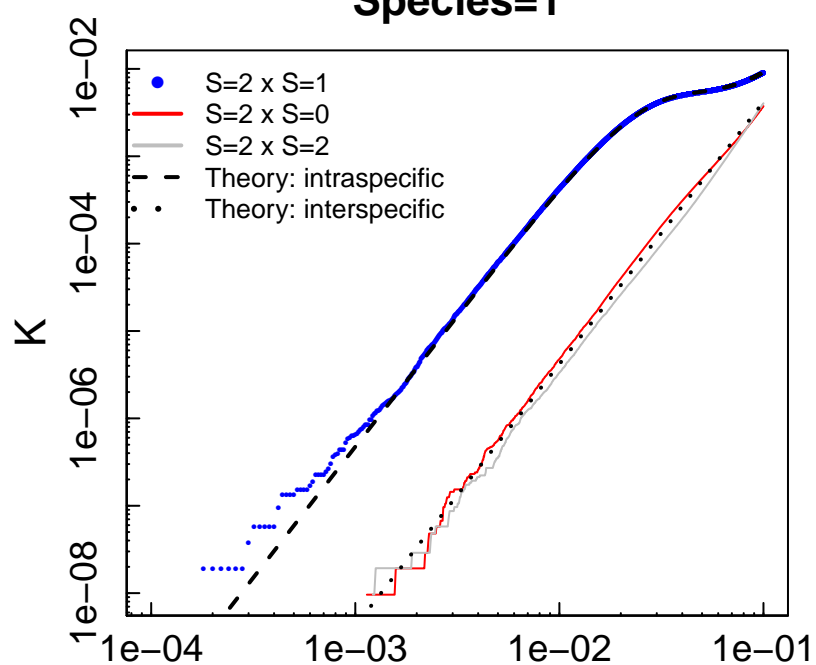 Species=1
S=2 x S=1
S=2 x S=0
S=2 x S=2
Theory: intraspecific
Theory: interspecific
K
1e−02
1e−04
1e−06
1e−08
1e−04
1e−03
1e−02
1e−01